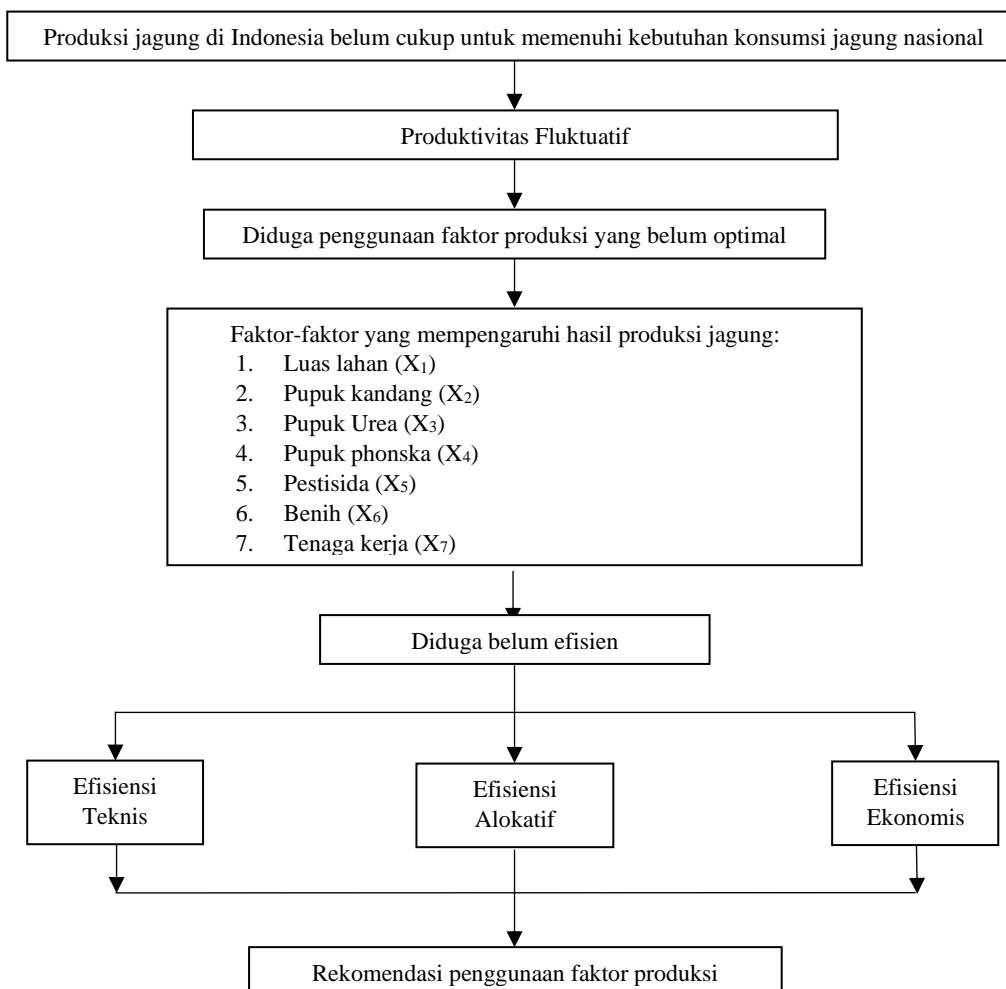 Produksi jagung di Indonesia belum cukup untuk memenuhi kebutuhan konsumsi jagung nasional
Produktivitas Fluktuatif
Diduga penggunaan faktor produksi yang belum optimal
Faktor-faktor yang mempengaruhi hasil produksi jagung:
1. Luas lahan (X₁)
2. Pupuk kandang (X₂)
3. Pupuk Urea (X₃)
4. Pupuk phonska (X₄)
5. Pestisida (X₅)
6. Benih (X₆)
7. Tenaga kerja (X₇)
Diduga belum efisien
Efisiensi
Teknis
Efisiensi
Alokatif
Efisiensi
Ekonomis
Rekomendasi penggunaan faktor produksi